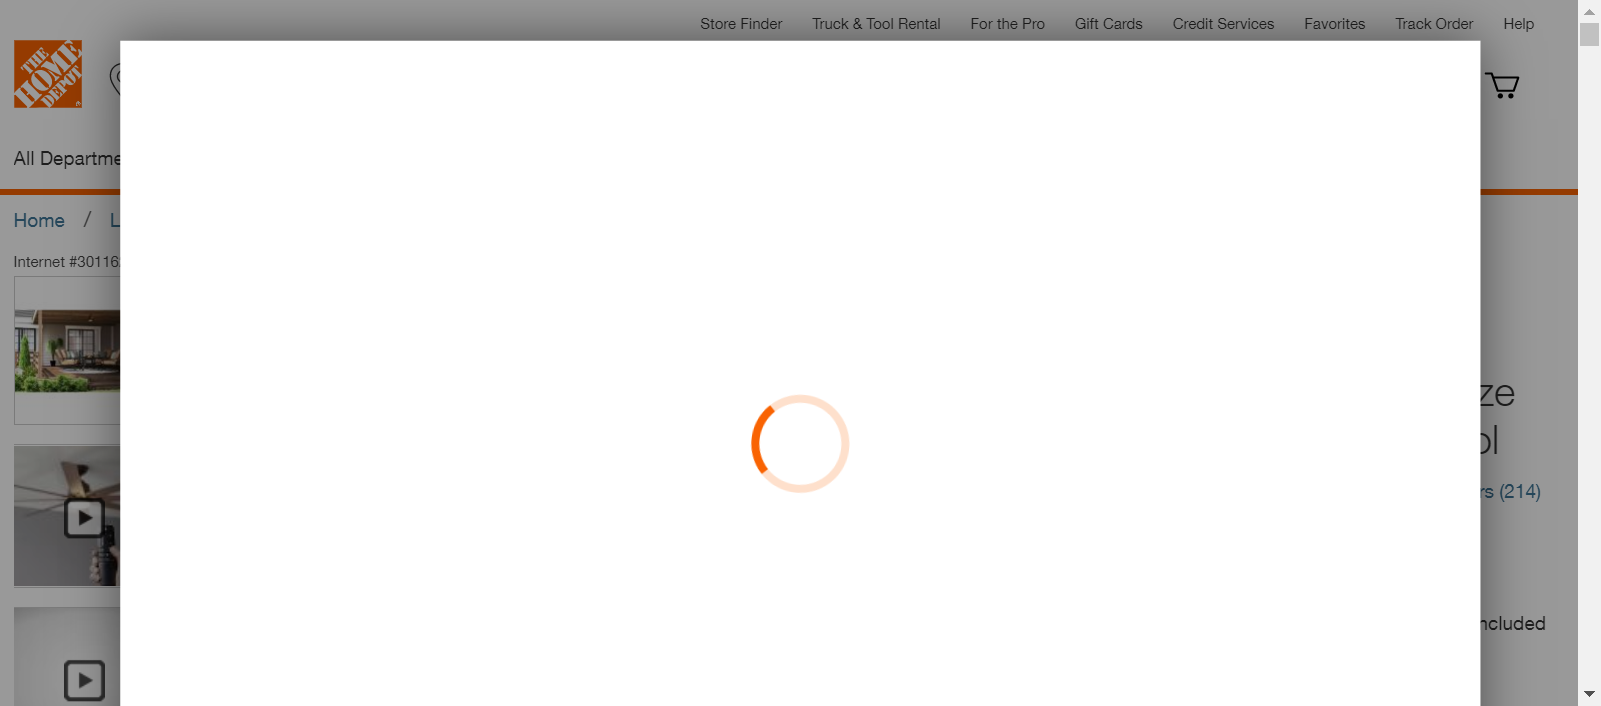 Store Finder Truck & Tool Rental For the Pro Gift Cards Credit Services Favorites Track Order Help
THE HOME DEPOT
All Departme
Home / L
Internet #30116
ze
ol
rs (214)
ncluded